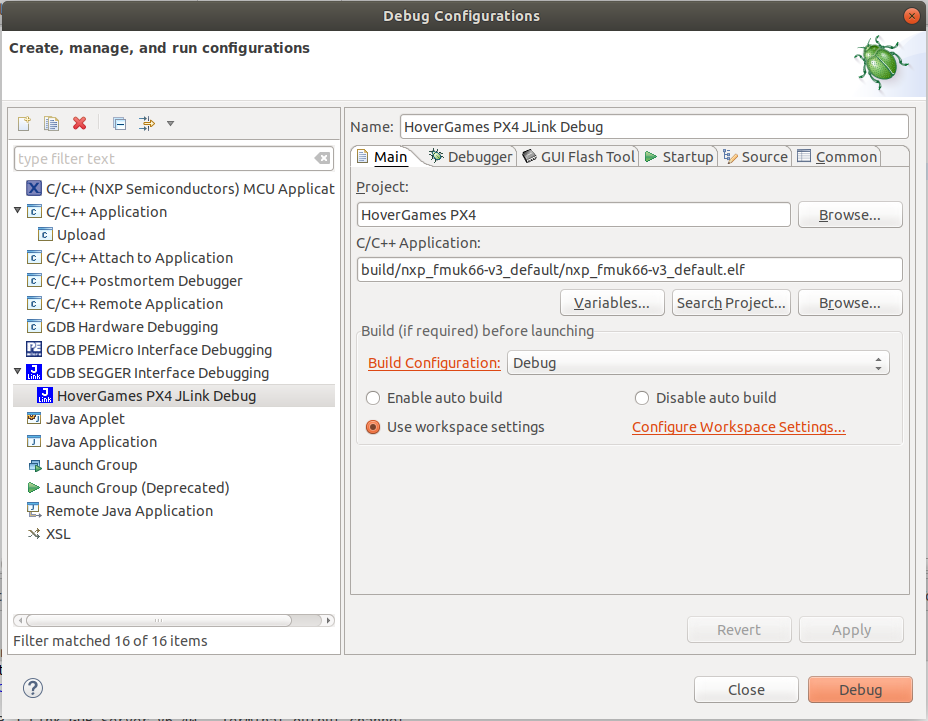 Debug Configurations
Create, manage, and run configurations
type filter text
C/C++ (NXP Semiconductors) MCU Applicat
C/C++ Application
Upload
C/C++ Attach to Application
C/C++ Postmortem Debugger
C/C++ Remote Application
GDB Hardware Debugging
GDB PEMicro Interface Debugging
GDB SEGGER Interface Debugging
HoverGames PX4 JLink Debug
Java Applet
Java Application
Launch Group
Launch Group (Deprecated)
Remote Java Application
XSL
Filter matched 16 of 16 items
Name: HoverGames PX4 JLink Debug
Main Debugger GUI Flash Tool Startup Source Common
Project:
HoverGames PX4 Browse...
C/C++ Application:
build/nxp_fmuk66-v3_default/nxp_fmuk66-v3_default.elf
Variables... Search Project... Browse...
Build (if required) before launching
Build Configuration: Debug
Enable auto build Disable auto build
Use workspace settings Configure Workspace Settings...
Revert Apply
? Close Debug